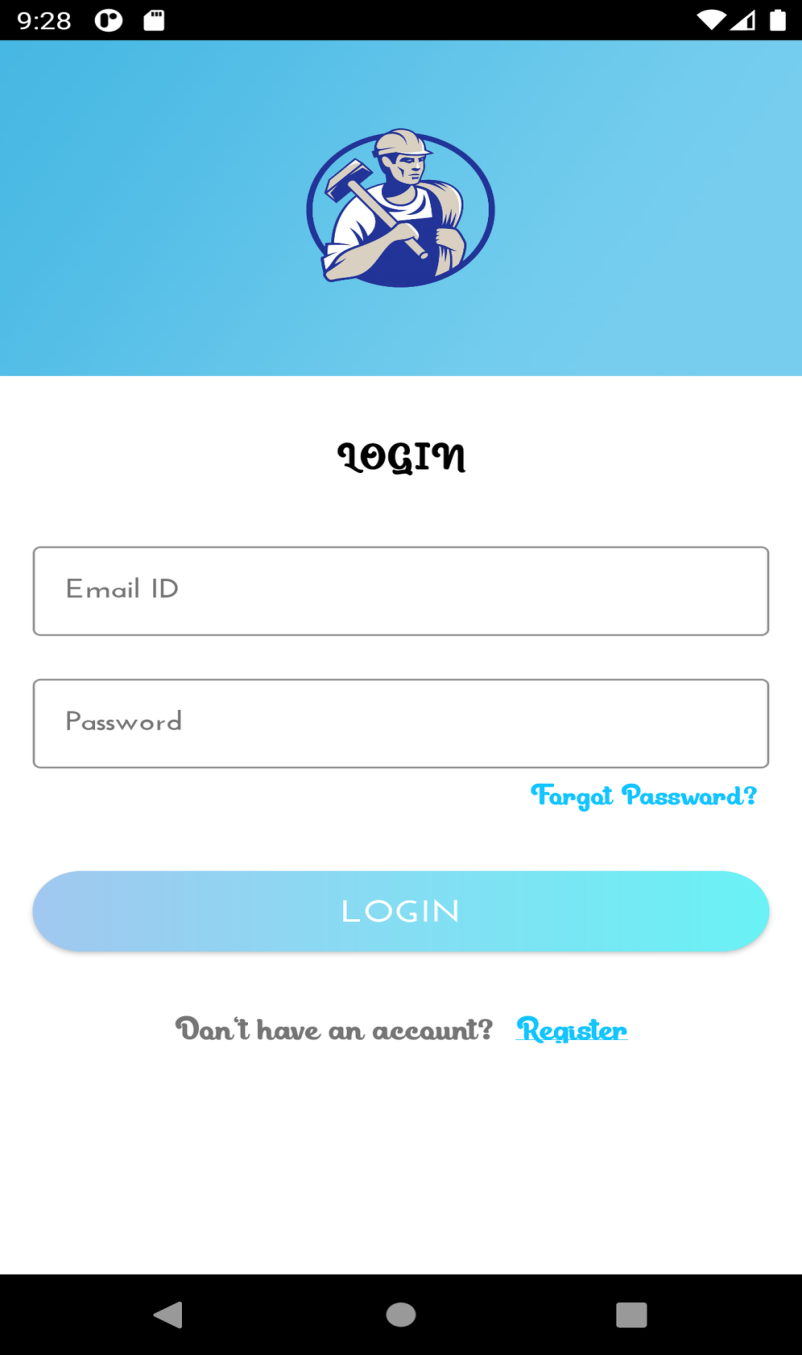 9:28
LOGIN
Email ID
Password
Forgot Password?
LOGIN
Don't have an account? Register